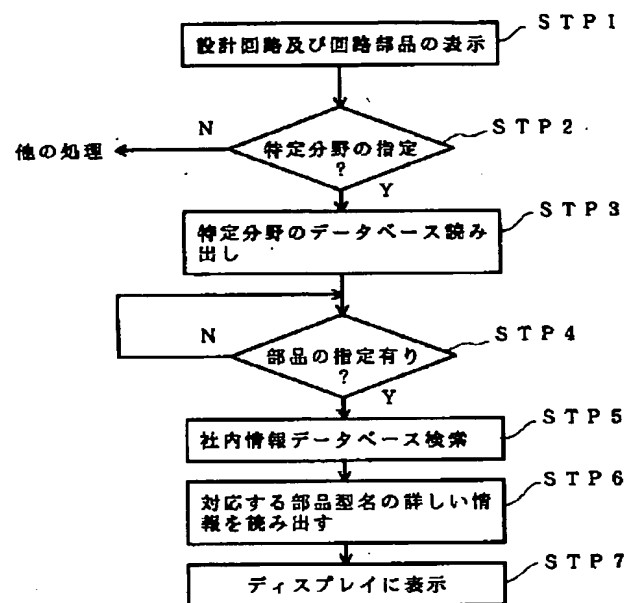 STP1
設計回路及び回路部品の表示
STP2
N
他の処理
特定分野の指定
?
Y
STP3
特定分野のデータベース読み
出し
STP4
N
部品の指定有り
?
Y
STP5
社内情報データベース検索
STP6
対応する部品型名の詳しい情
報を読み出す
STP7
ディスプレイに表示